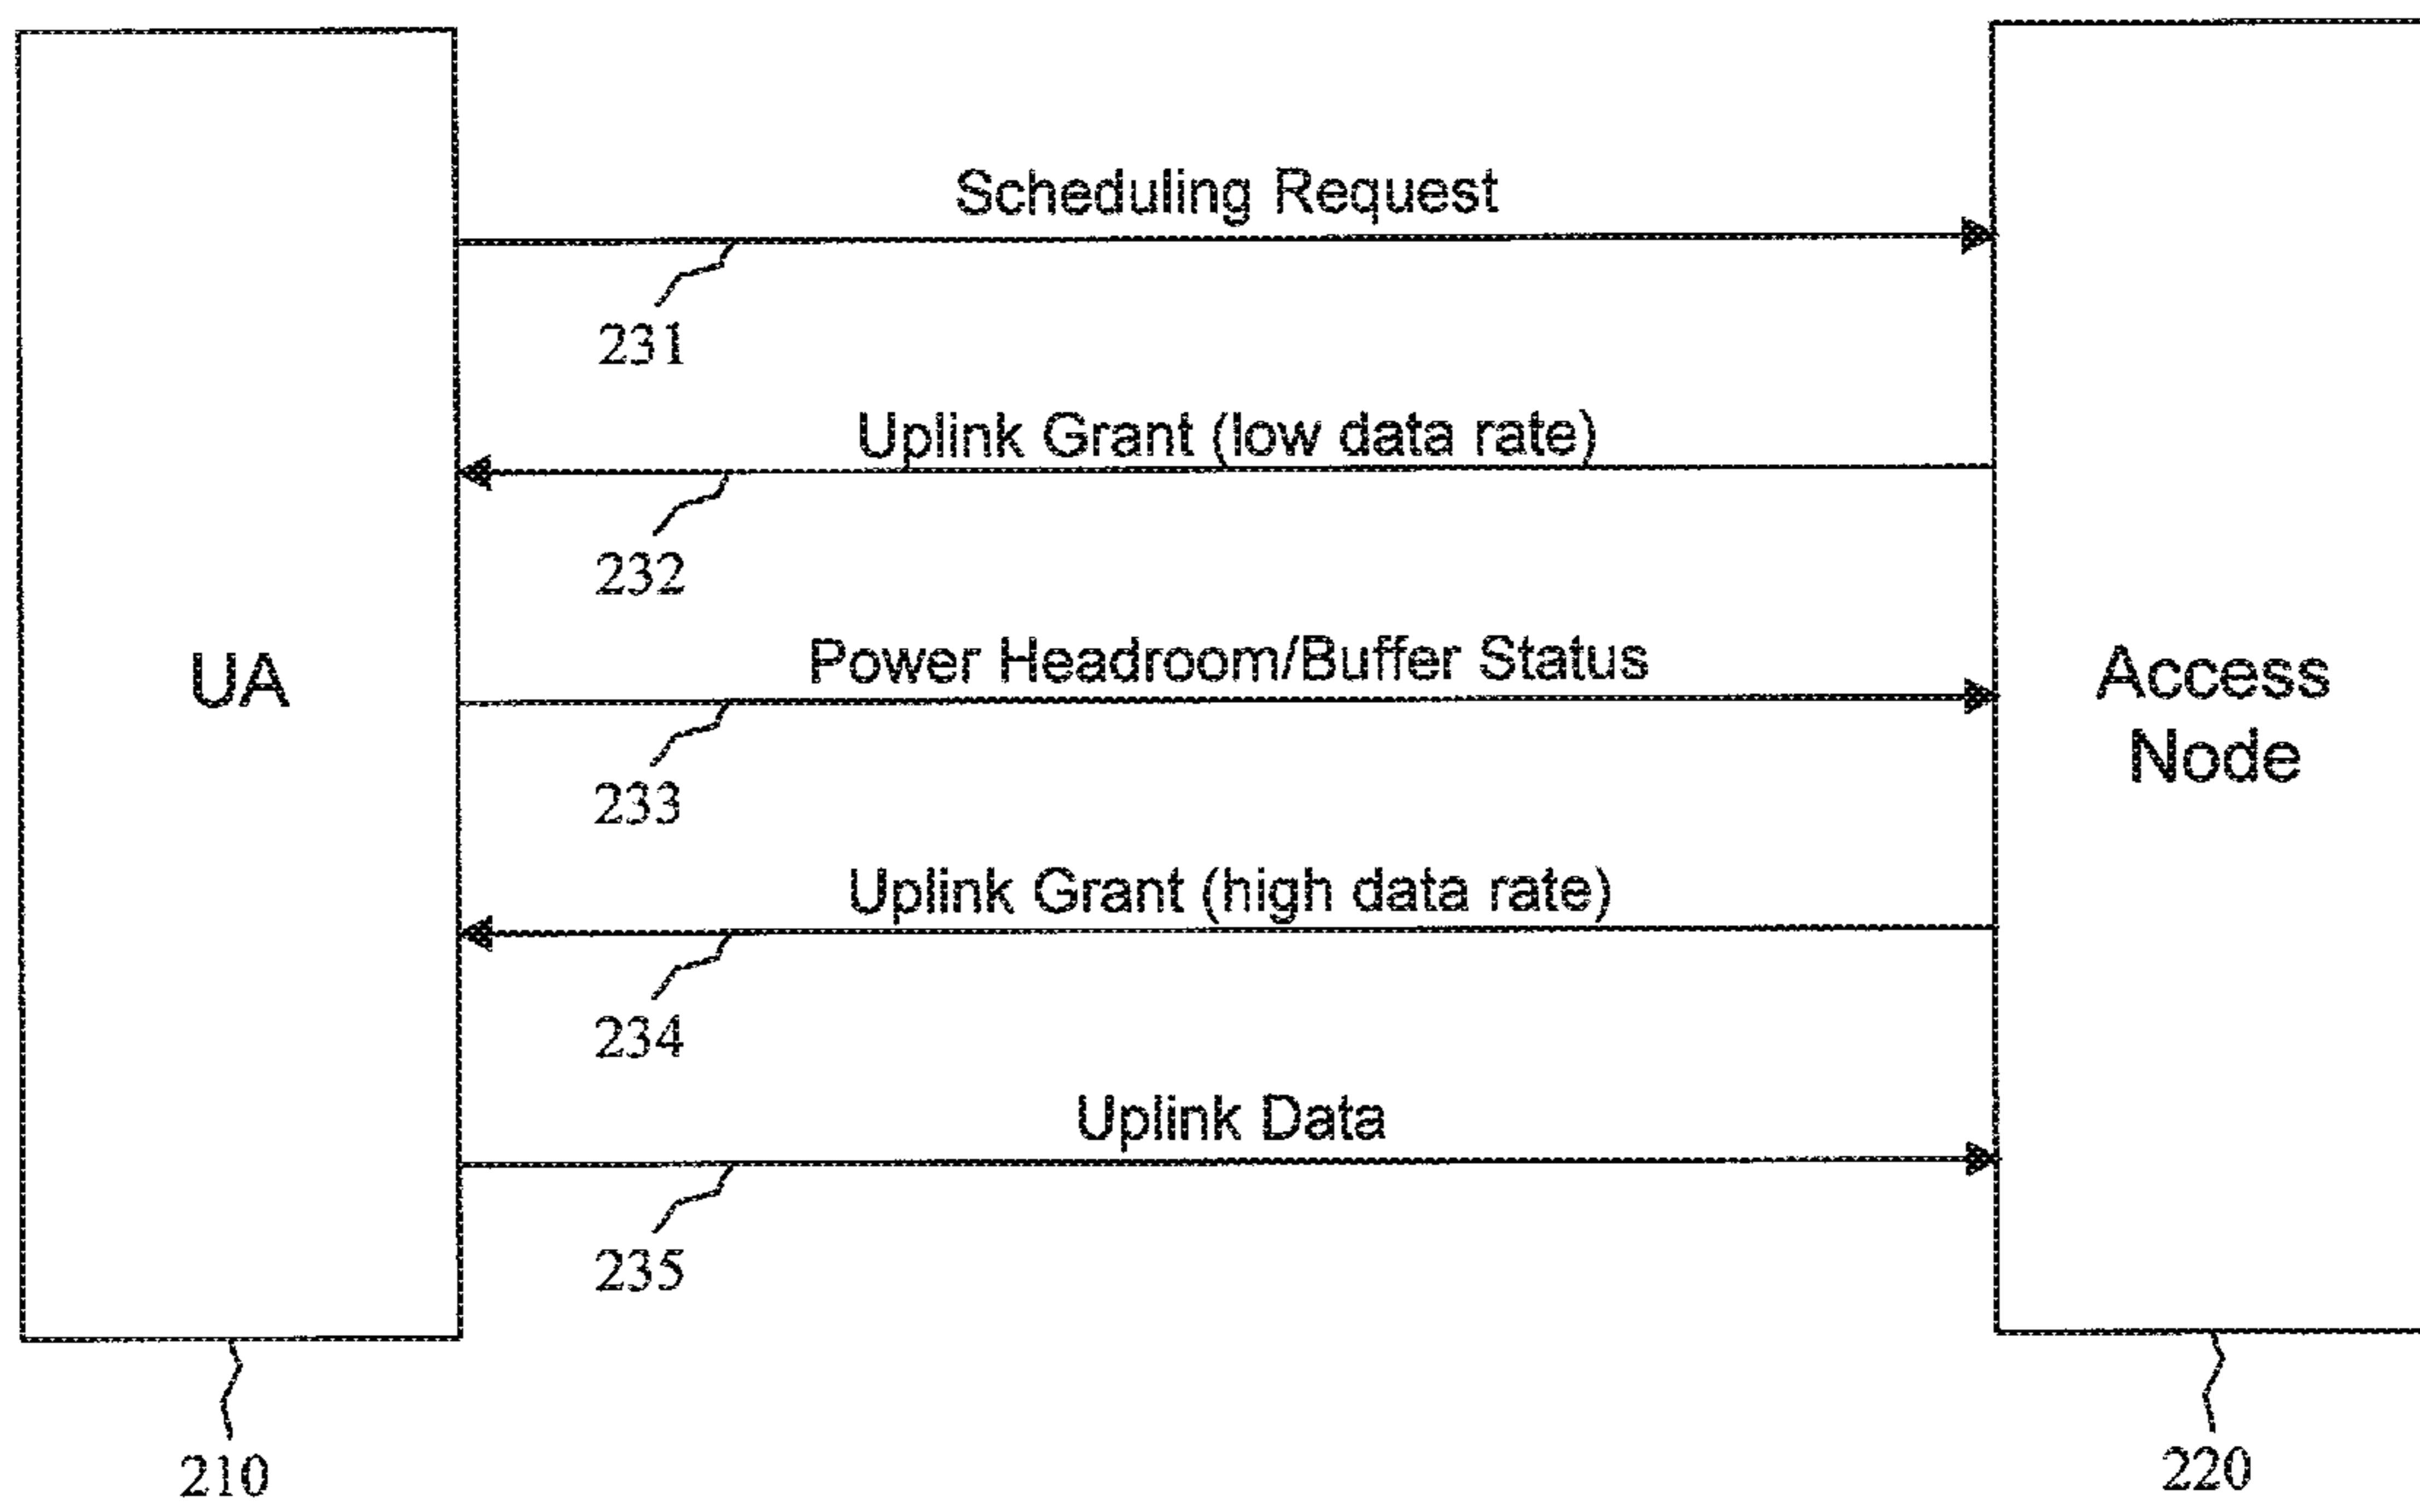 Scheduling Request
231
Uplink Grant (low data rate)
232
Power Headroom/Buffer Status
UA
Access
Node
233
Uplink Grant (high data rate)
234
Uplink Data
235
210
220